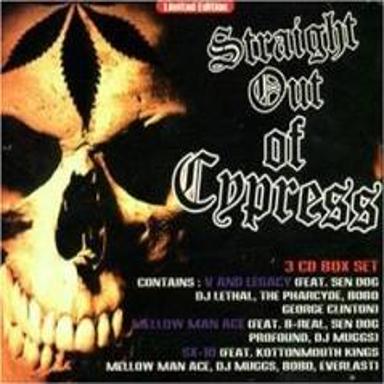 Limited Edition
Straight
Out
of
Cypress
3 CD BOX SET
CONTAINS : V AND LEGACY (FEAT. SEN DOG
DJ LETHAL, THE PHARCYDE, BOBO
GEORGE CLINTON)
MELLOW MAN ACE (FEAT. B-REAL, SEN DOG
PROFOUND, DJ MUGGS)
SX-10 (FEAT. KOTTONMOUTH KINGS
MELLOW MAN ACE, DJ MUGGS, BOBO, EVERLAST)